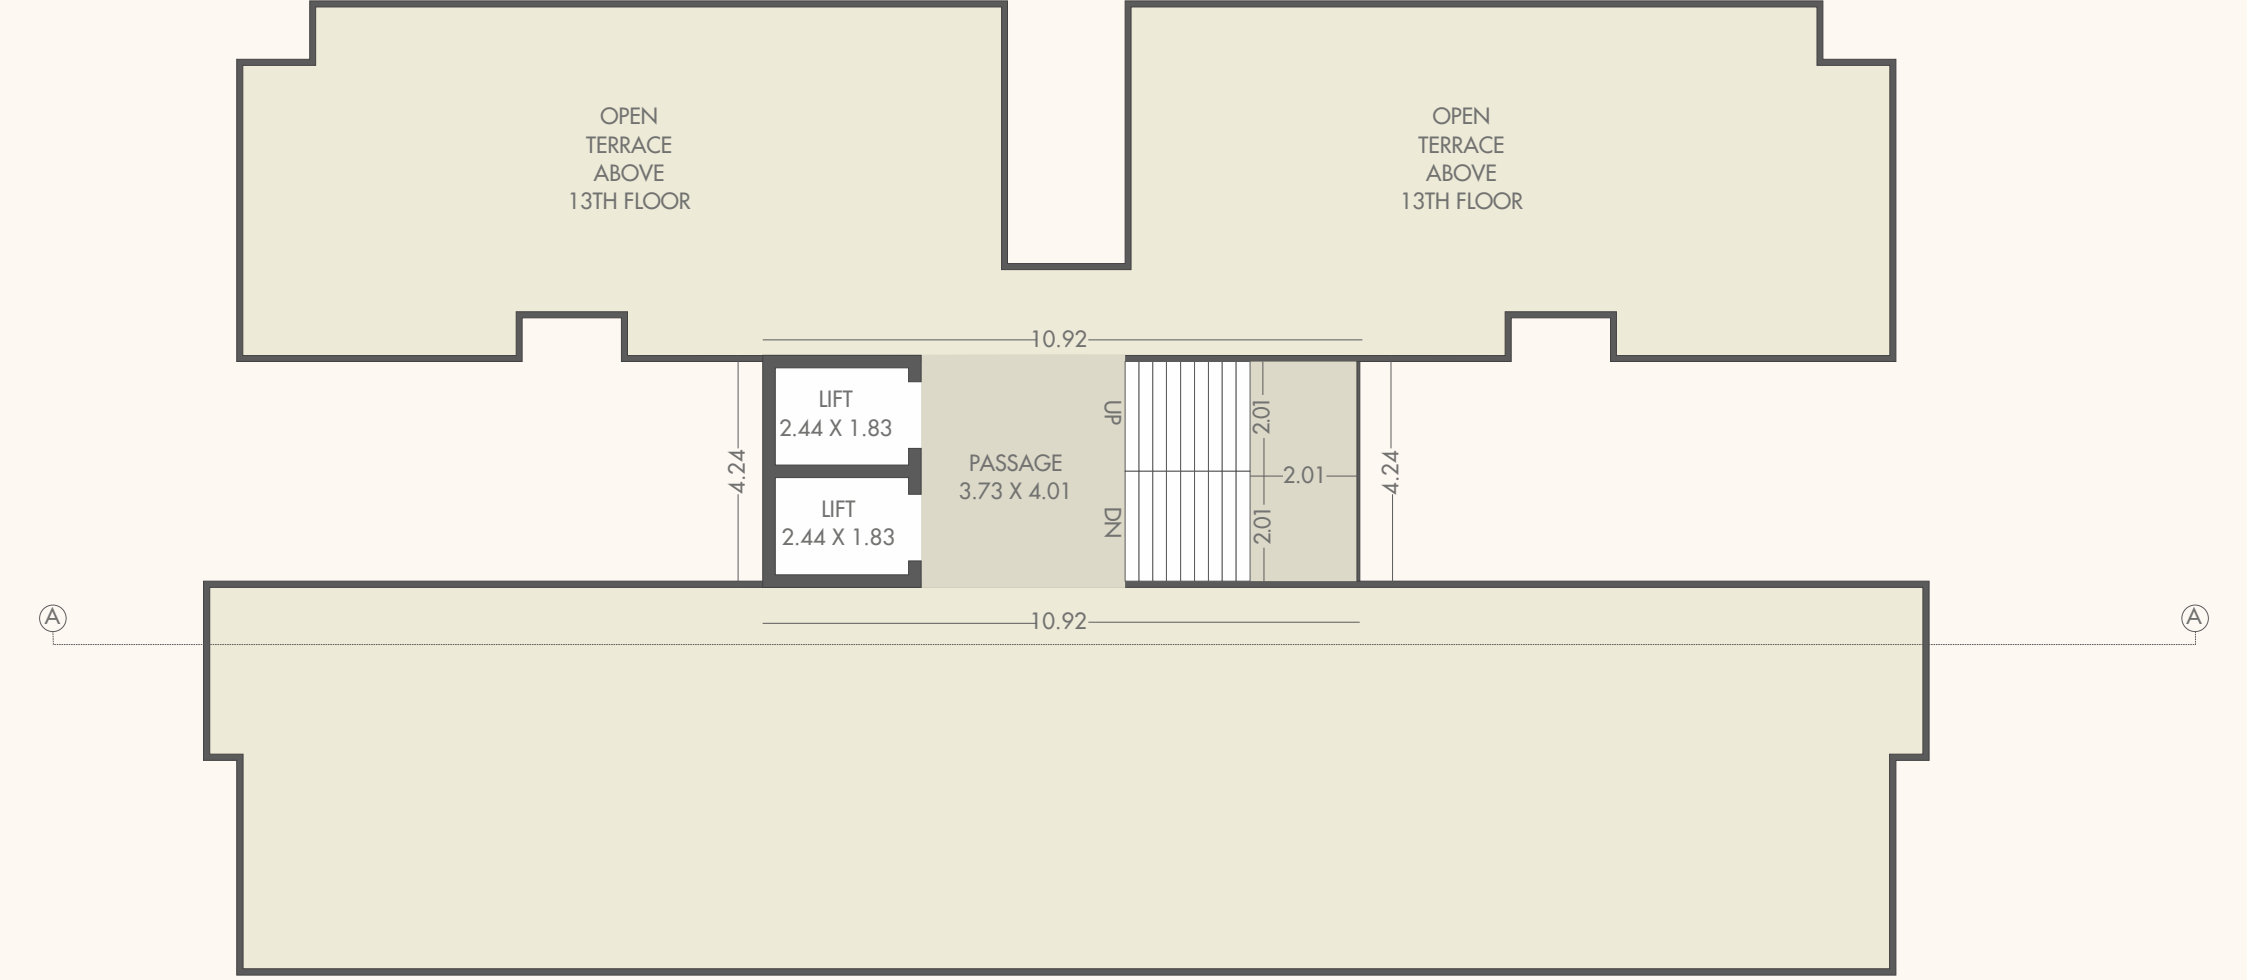 OPEN
TERRACE
ABOVE
13TH FLOOR
OPEN
TERRACE
ABOVE
13TH FLOOR
10.92
LIFT
2.44 X 1.83
UP
2.01
4.24
PASSAGE
3.73 X 4.01
2.01
4.24
LIFT
2.44 X 1.83
DN
2.01
A
10.92
A